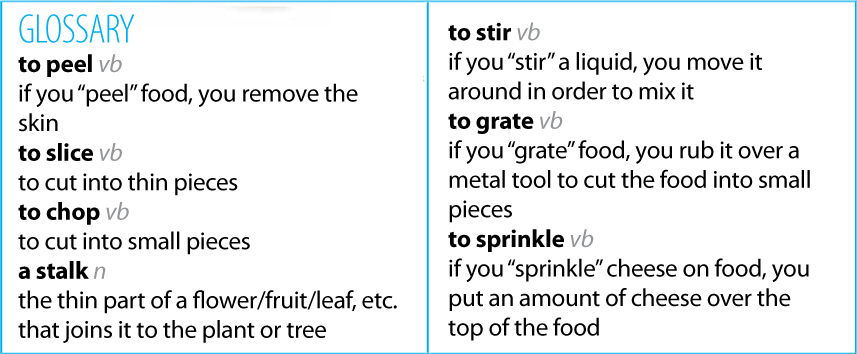 GLOSSARY
to peel vb
if you “peel” food, you remove the
skin
to slice vb
to cut into thin pieces
to chop vb
to cut into small pieces
a stalk n
the thin part of a flower/fruit/leaf, etc.
that joins it to the plant or tree
to stir vb
if you “stir” a liquid, you move it
around in order to mix it
to grate vb
if you “grate” food, you rub it over a
metal tool to cut the food into small
pieces
to sprinkle vb
if you “sprinkle” cheese on food, you
put an amount of cheese over the
top of the food